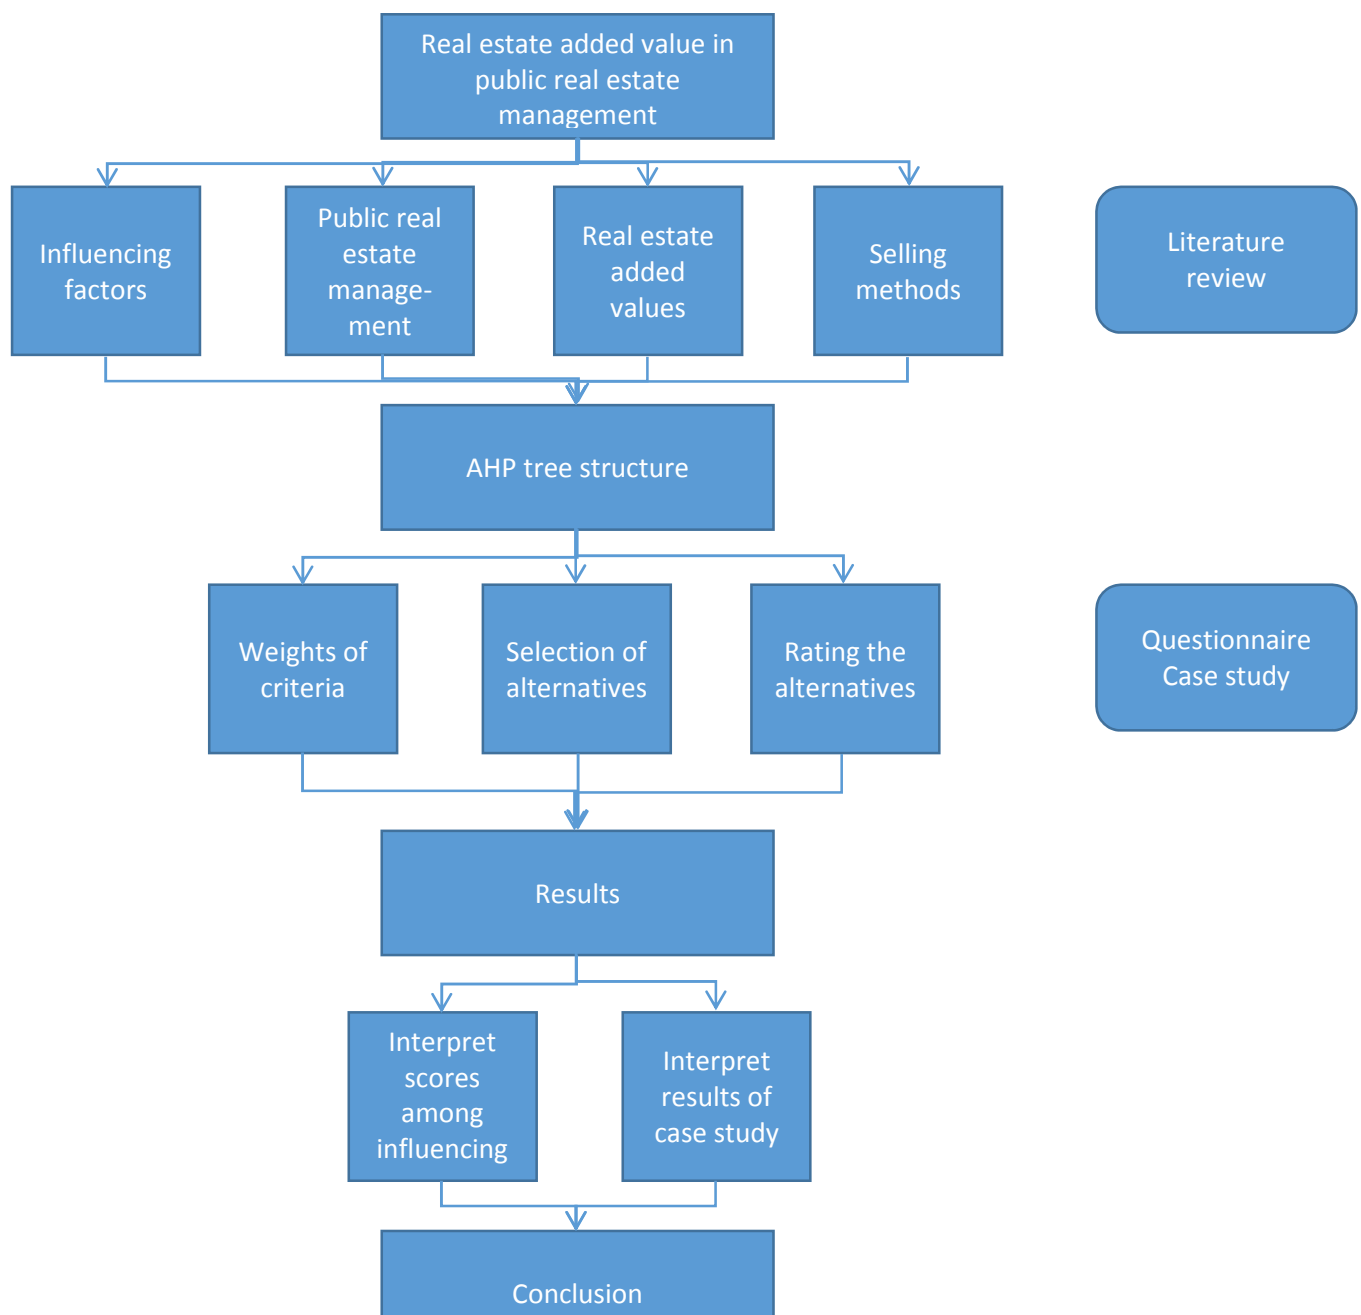 Real estate added value in
public real estate
management
Influencing
factors
Public real
estate
manage-
ment
Real estate
added
values
Selling
methods
Literature
review
AHP tree structure
Weights of
criteria
Selection of
alternatives
Rating the
alternatives
Questionnaire
Case study
Results
Interpret
scores
among
influencing
Interpret
results of
case study
Conclusion